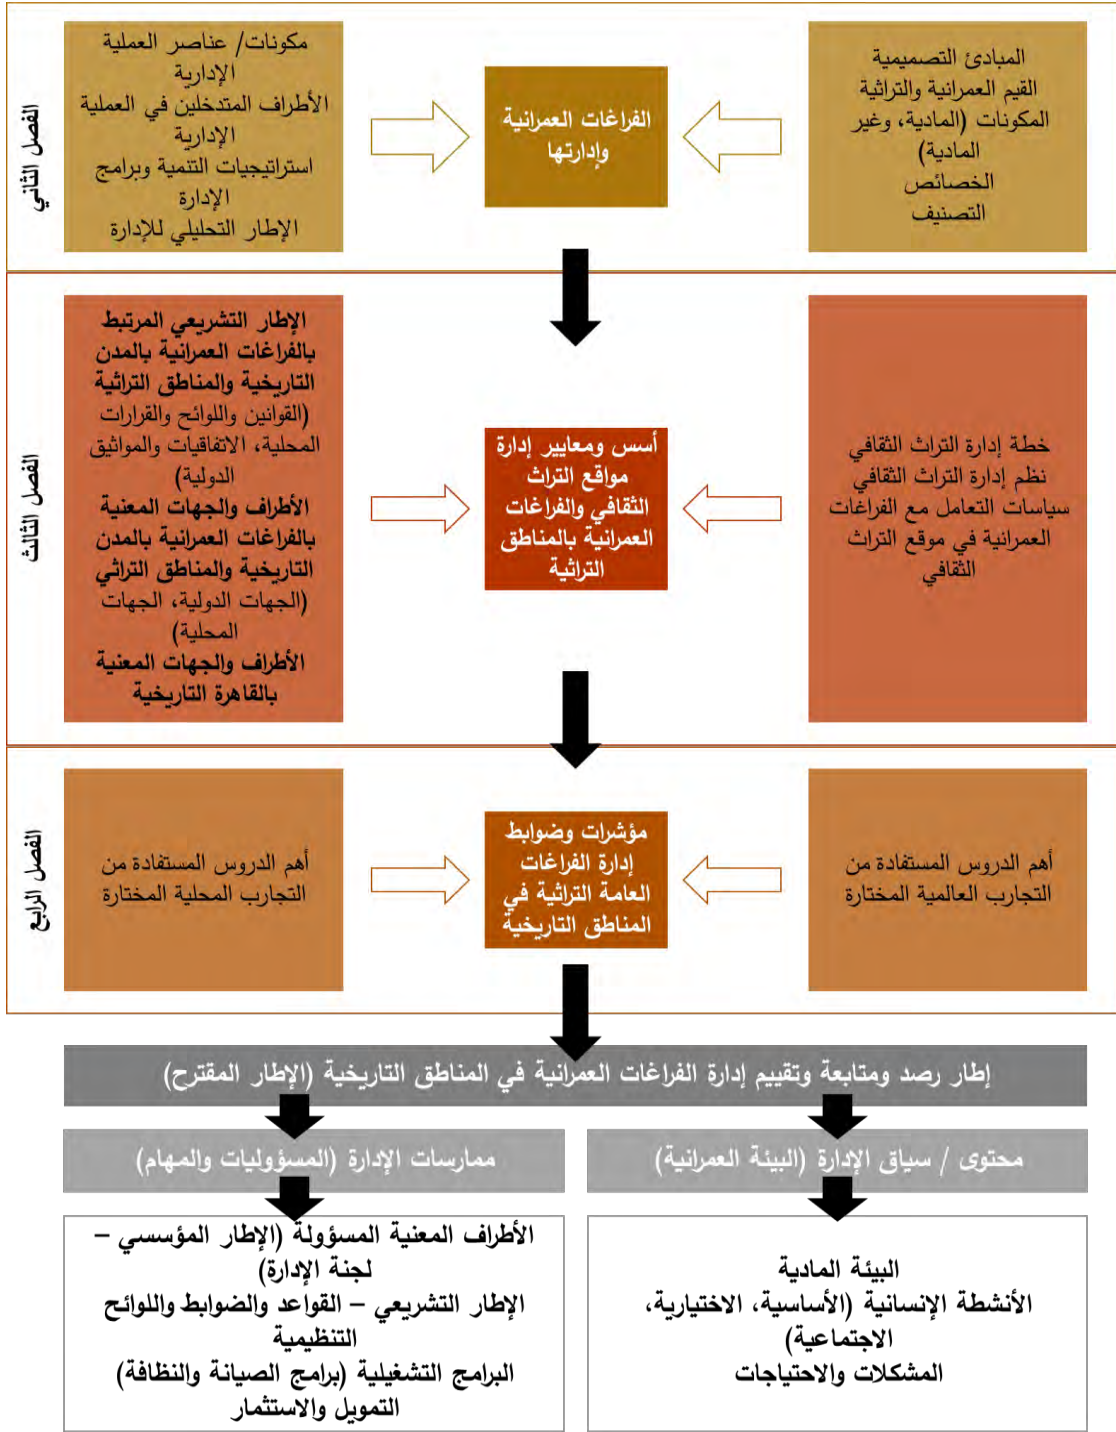 الفصل الثاني
المبادئ التصميمية
القيم العمرانية والتراثية
المكونات (المادية، وغير
المادية)
الخصائص
التصنيف
الفراغات العمرانية
وإدارتها
مكونات/ عناصر العملية
الإدارية
الأطراف المتدخلين في العملية
الإدارية
استراتيجيات التنمية وبرامج
الإدارة
الإطار التحليلي للإدارة
الفصل الثالث
خطة إدارة التراث الثقافي
نظم إدارة التراث الثقافي
سياسات التعامل مع الفراغات
العمرانية في موقع التراث
الثقافي
أسس ومعايير إدارة
مواقع التراث
الثقافي والفراغات
العمرانية بالمناطق
التراثية
الإطار التشريعي المرتبط
بالفراغات العمرانية بالمدن
التاريخية والمناطق التراثية
(القوانين واللوائح والقرارات
المحلية، الاتفاقيات والمواثيق
الدولية)
الأطراف والجهات المعنية
بالفراغات العمرانية بالمدن
التاريخية والمناطق التراثي
(الجهات الدولية، الجهات
المحلية)
الأطراف والجهات المعنية
بالقاهرة التاريخية
الفصل الرابع
أهم الدروس المستفادة من
التجارب العالمية المختارة
مؤشرات وضوابط
إدارة الفراغات
العامة التراثية في
المناطق التاريخية
أهم الدروس المستفادة من
التجارب المحلية المختارة
إطار رصد ومتابعة وتقييم إدارة الفراغات العمرانية في المناطق التاريخية (الإطار المقترح)
محتوى / سياق الإدارة (البيئة العمرانية)
ممارسات الإدارة (المسؤوليات والمهام)
البيئة المادية
الأنشطة الإنسانية (الأساسية، الاختيارية،
الاجتماعية)
المشكلات والاحتياجات
الأطراف المعنية المسؤولة (الإطار المؤسسي –
لجنة الإدارة)
الإطار التشريعي – القواعد والضوابط واللوائح
التنظيمية
البرامج التشغيلية (برامج الصيانة والنظافة)
التمويل والاستثمار